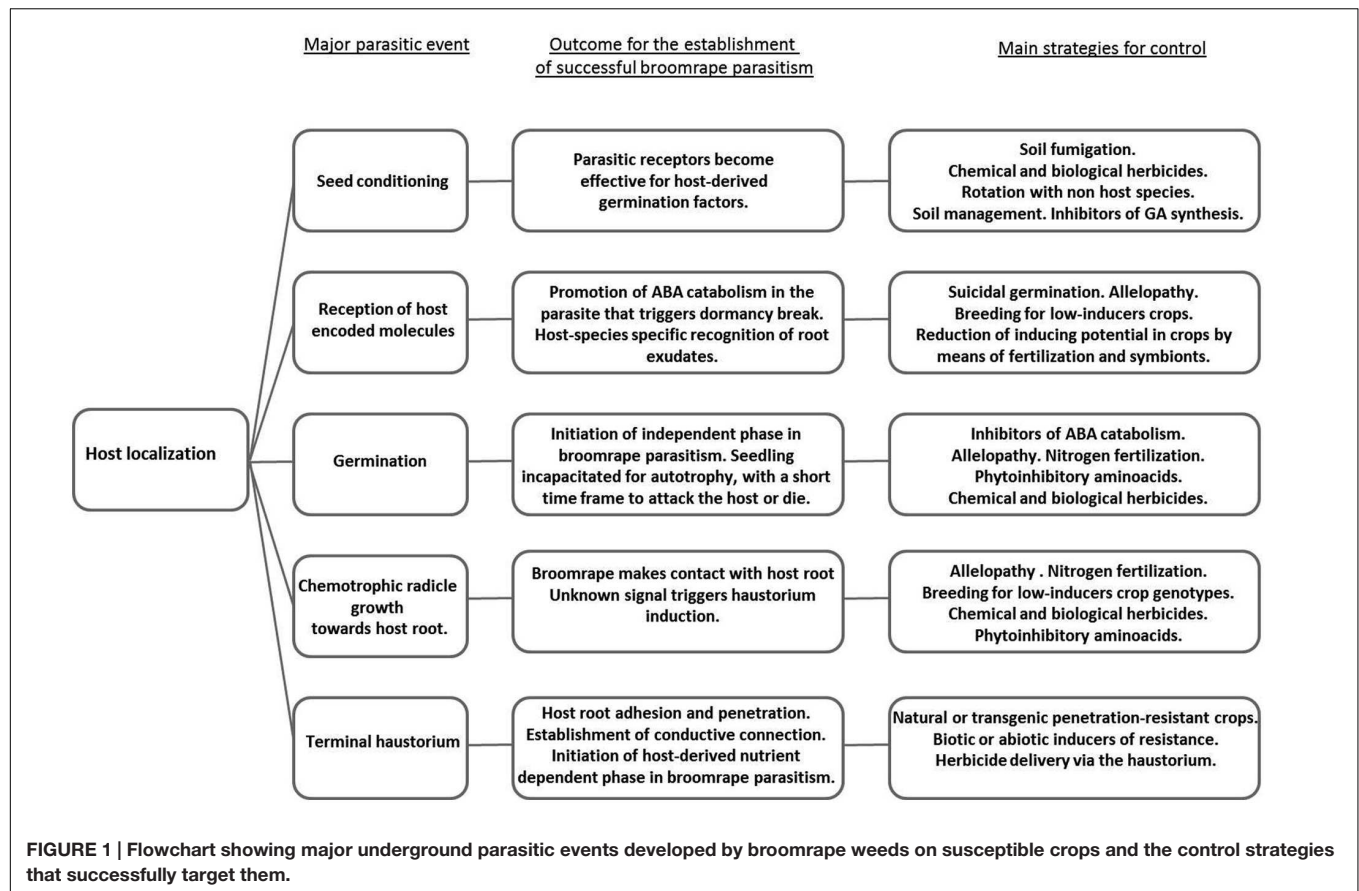 Major parasitic event
Outcome for the establishment
of successful broomrape parasitism
Main strategies for control
Seed conditioning
Parasitic receptors become
effective for host-derived
germination factors.
Soil fumigation.
Chemical and biological herbicides.
Rotation with non host species.
Soil management. Inhibitors of GA synthesis.
Reception of host
encoded molecules
Promotion of ABA catabolism in the
parasite that triggers dormancy break.
Host-species specific recognition of root
exudates.
Suicidal germination. Allelopathy.
Breeding for low-inducers crops.
Reduction of inducing potential in crops by
means of fertilization and symbionts.
Host localization
Germination
Initiation of independent phase in
broomrape parasitism. Seedling
incapacitated for autotrophy, with a short
time frame to attack the host or die.
Inhibitors of ABA catabolism.
Allelopathy. Nitrogen fertilization.
Phytoinhibitory aminoacids.
Chemical and biological herbicides.
Chemotrophic radicle
growth
towards host root.
Broomrape makes contact with host root
Unknown signal triggers haustorium
induction.
Allelopathy . Nitrogen fertilization.
Breeding for low-inducers crop genotypes.
Chemical and biological herbicides.
Phytoinhibitory aminoacids.
Terminal haustorium
Host root adhesion and penetration.
Establishment of conductive connection.
Initiation of host-derived nutrient
dependent phase in broomrape parasitism.
Natural or transgenic penetration-resistant crops.
Biotic or abiotic inducers of resistance.
Herbicide delivery via the haustorium.
FIGURE 1 | Flowchart showing major underground parasitic events developed by broomrape weeds on susceptible crops and the control strategies
that successfully target them.